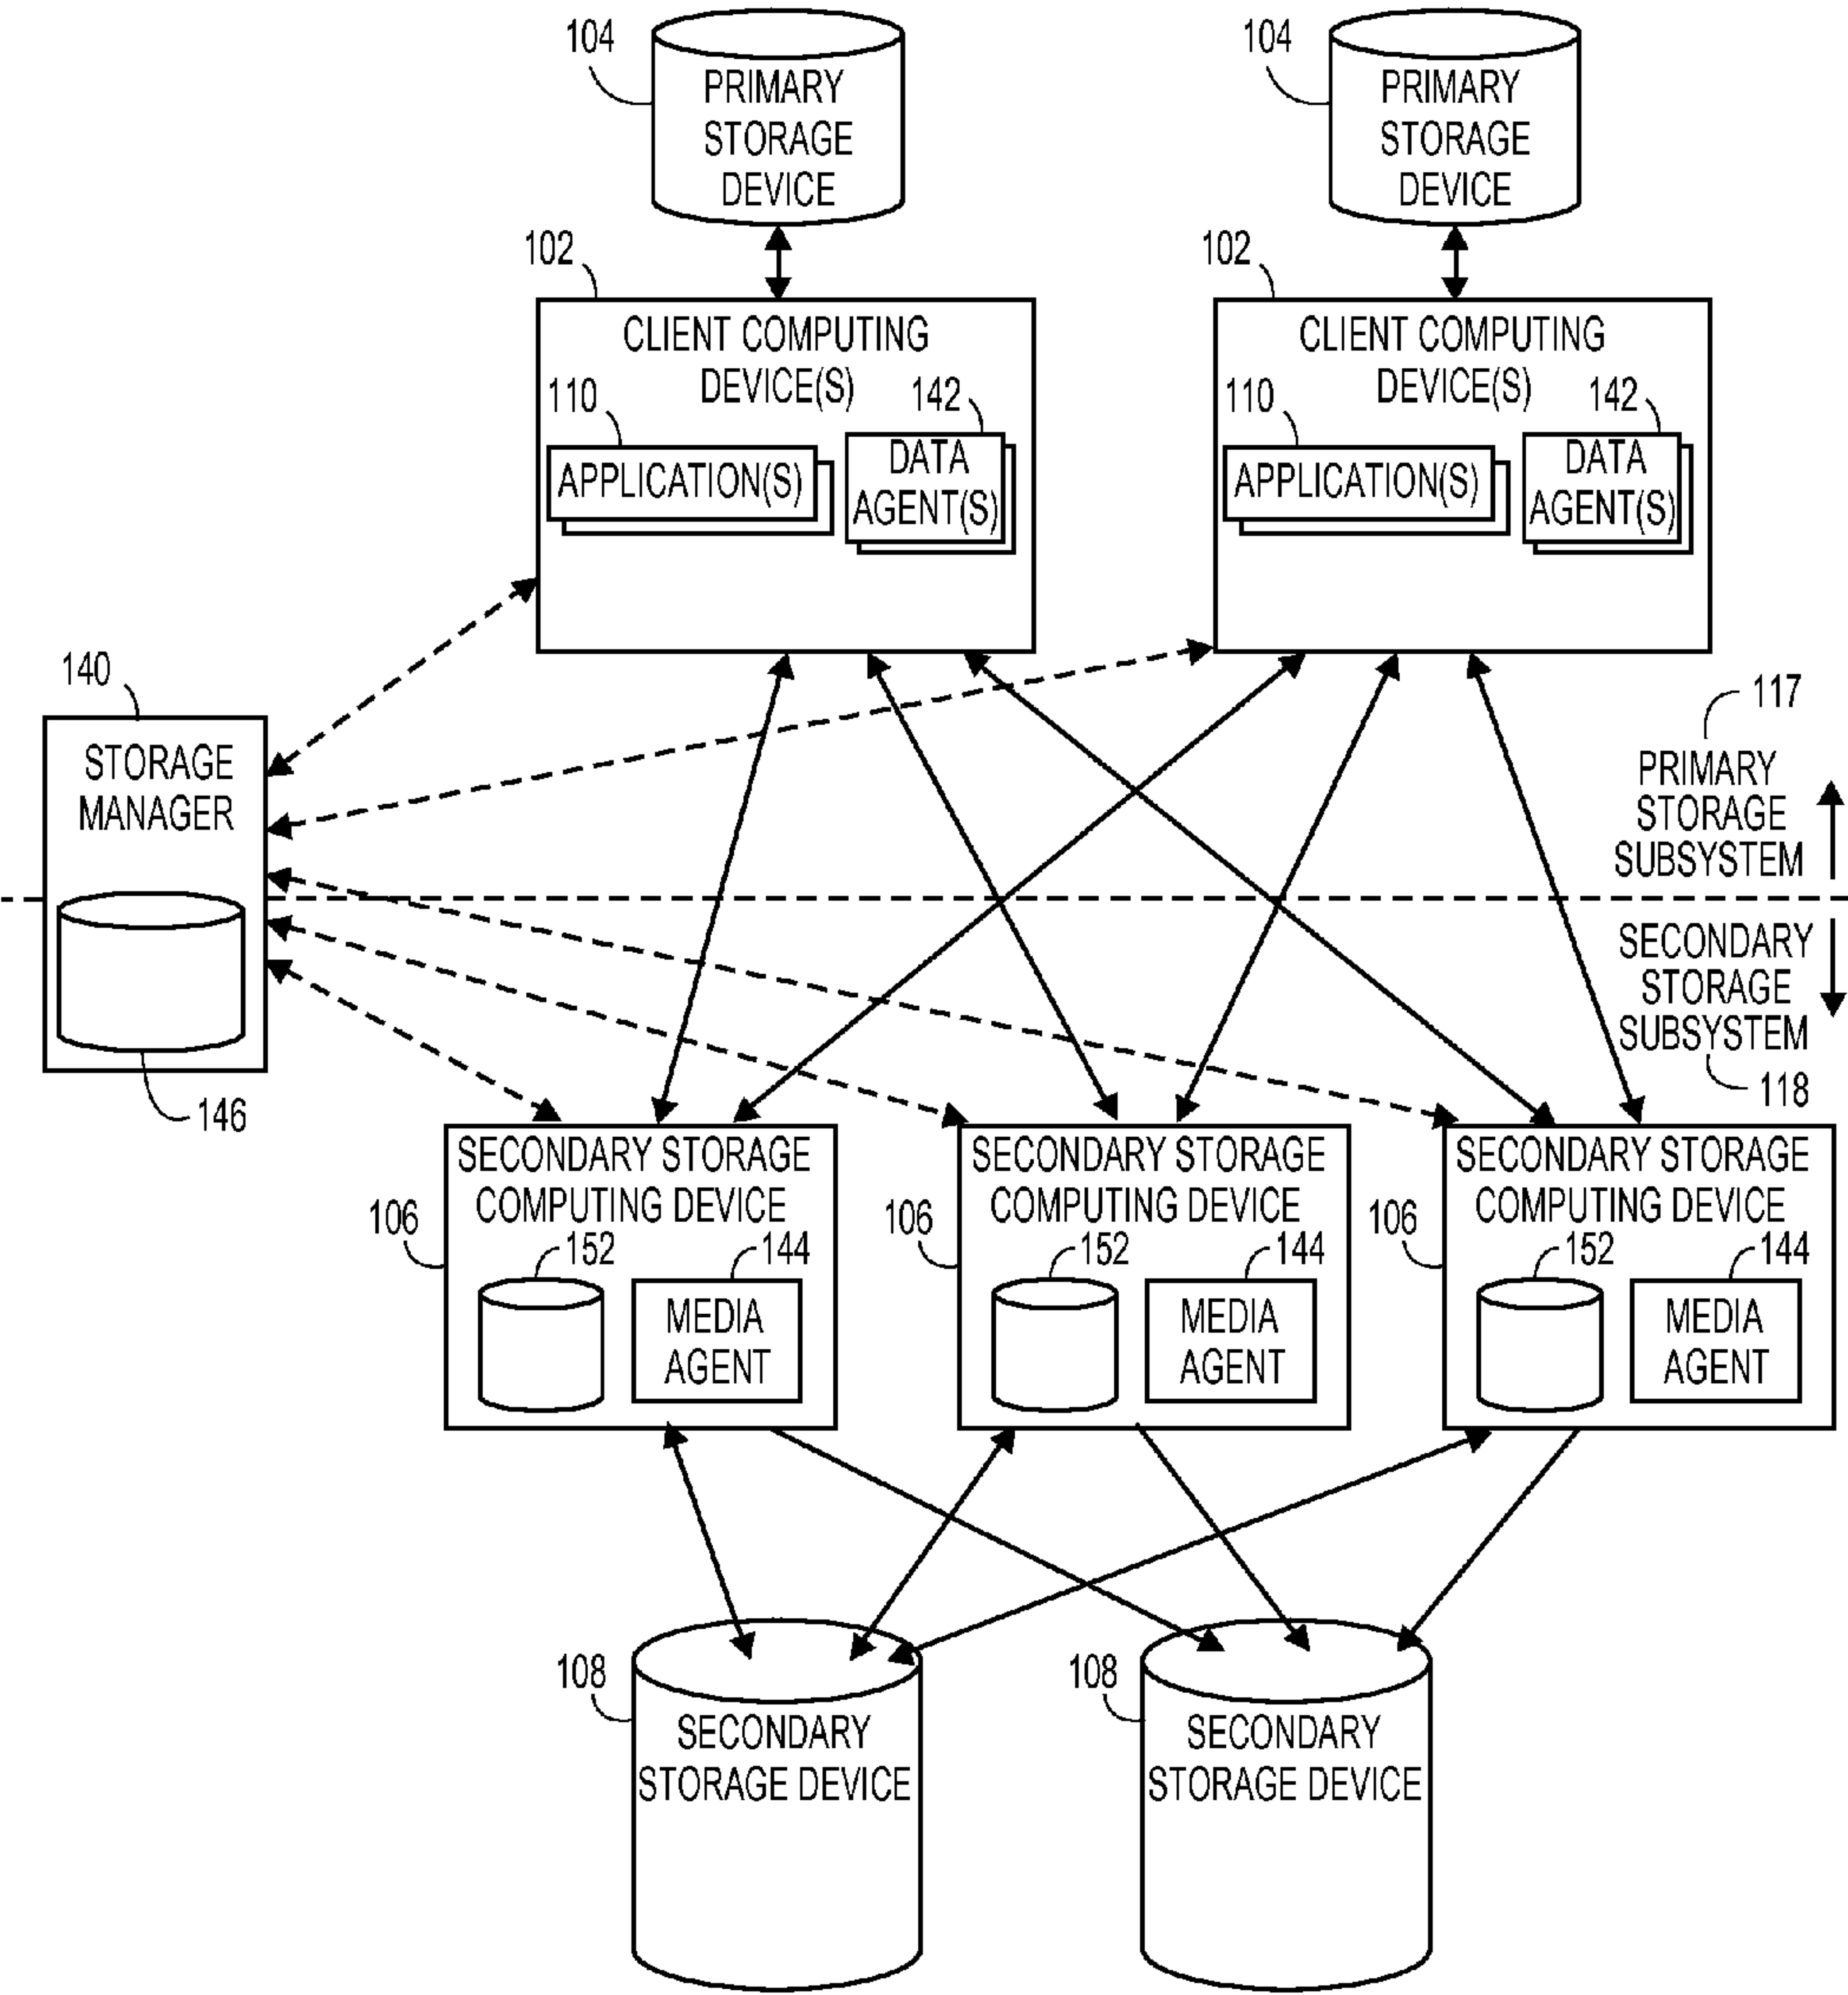 104
PRIMARY
STORAGE
DEVICE
104
PRIMARY
STORAGE
DEVICE
102
CLIENT COMPUTING
DEVICE(S)
110
142
APPLICATION(S)
DATA
AGENT(S)
102
CLIENT COMPUTING
DEVICE(S)
110
142
APPLICATION(S)
DATA
AGENT(S)
140
STORAGE
MANAGER
146
117
PRIMARY
STORAGE
SUBSYSTEM
SECONDARY
STORAGE
SUBSYSTEM
118
106
SECONDARY STORAGE
COMPUTING DEVICE
152
144
MEDIA
AGENT
106
SECONDARY STORAGE
COMPUTING DEVICE
152
144
MEDIA
AGENT
106
SECONDARY STORAGE
COMPUTING DEVICE
152
144
MEDIA
AGENT
108
SECONDARY
STORAGE DEVICE
108
SECONDARY
STORAGE DEVICE